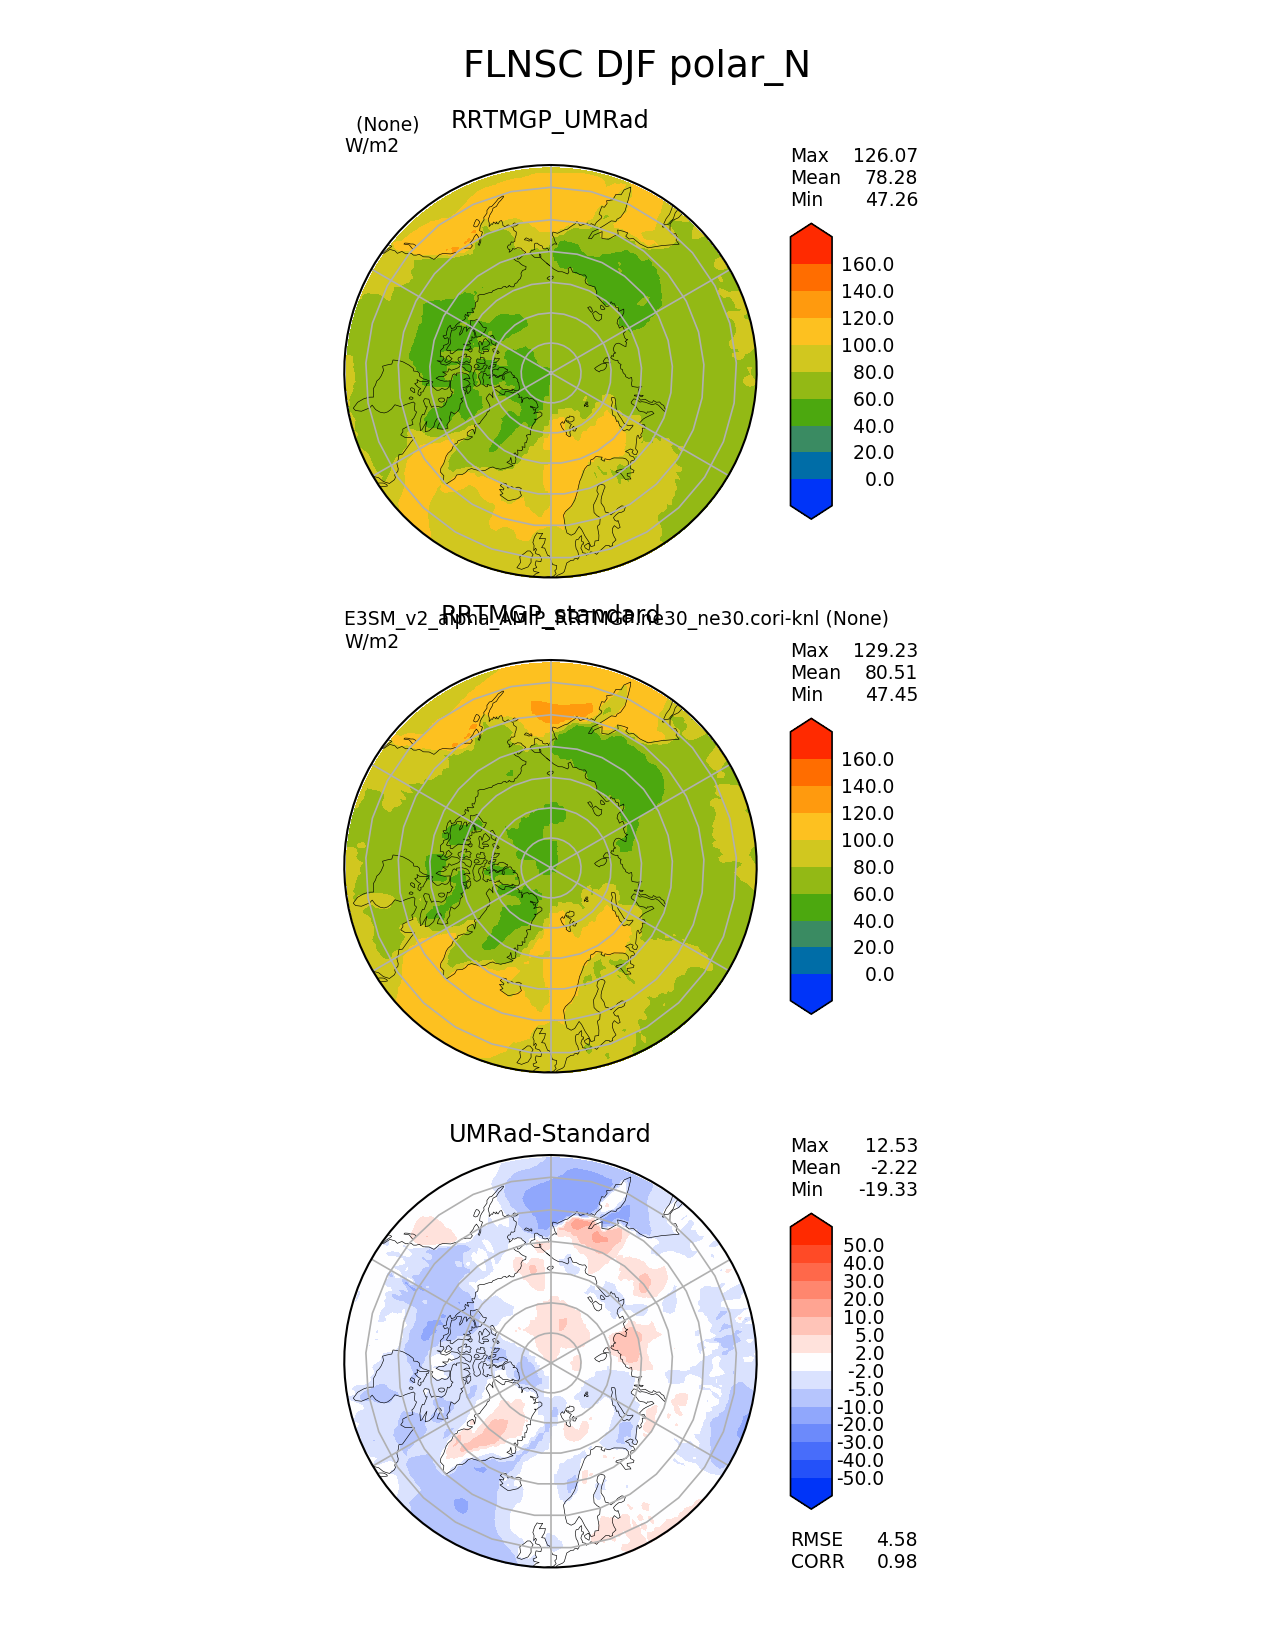 FLNSC DJF polar_N
RRTMGP_UMRad
(None)
W/m2
Max 126.07
Mean 78.28
Min 47.26
160.0
140.0
120.0
100.0
80.0
60.0
40.0
20.0
0.0
RRTMGP_standard
E3SM_v2_alpha_AMIP_RRTMGP.ne30_ne30.cori-knl (None)
W/m2
Max 129.23
Mean 80.51
Min 47.45
160.0
140.0
120.0
100.0
80.0
60.0
40.0
20.0
0.0
UMRad-Standard
Max 12.53
Mean -2.22
Min -19.33
50.0
40.0
30.0
20.0
10.0
5.0
2.0
-2.0
-5.0
-10.0
-20.0
-30.0
-40.0
-50.0
RMSE 4.58
CORR 0.98